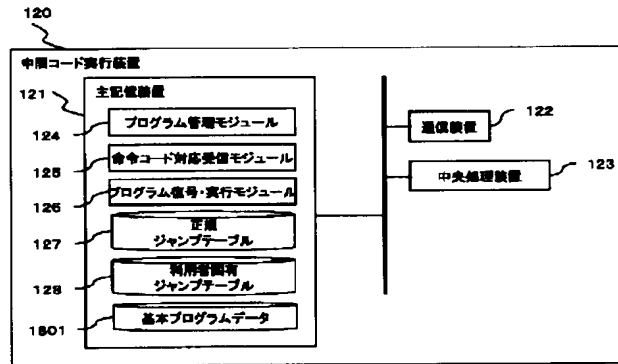 120
中間コード実行装置
121
主記憶装置
124
プログラム管理モジュール
125
命令コード対応受信モジュール
126
プログラム復号・実行モジュール
127
正規
ジャンプテーブル
128
利用者固有
ジャンプテーブル
1801
基本プログラムデータ
通信装置
122
中央処理装置
123